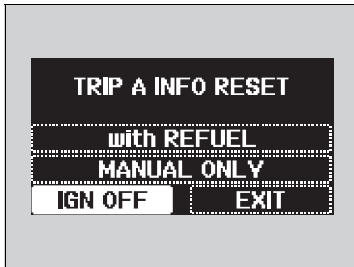 TRIP A INFO RESET
with REFUEL
MANUAL ONLY
IGN OFF EXIT